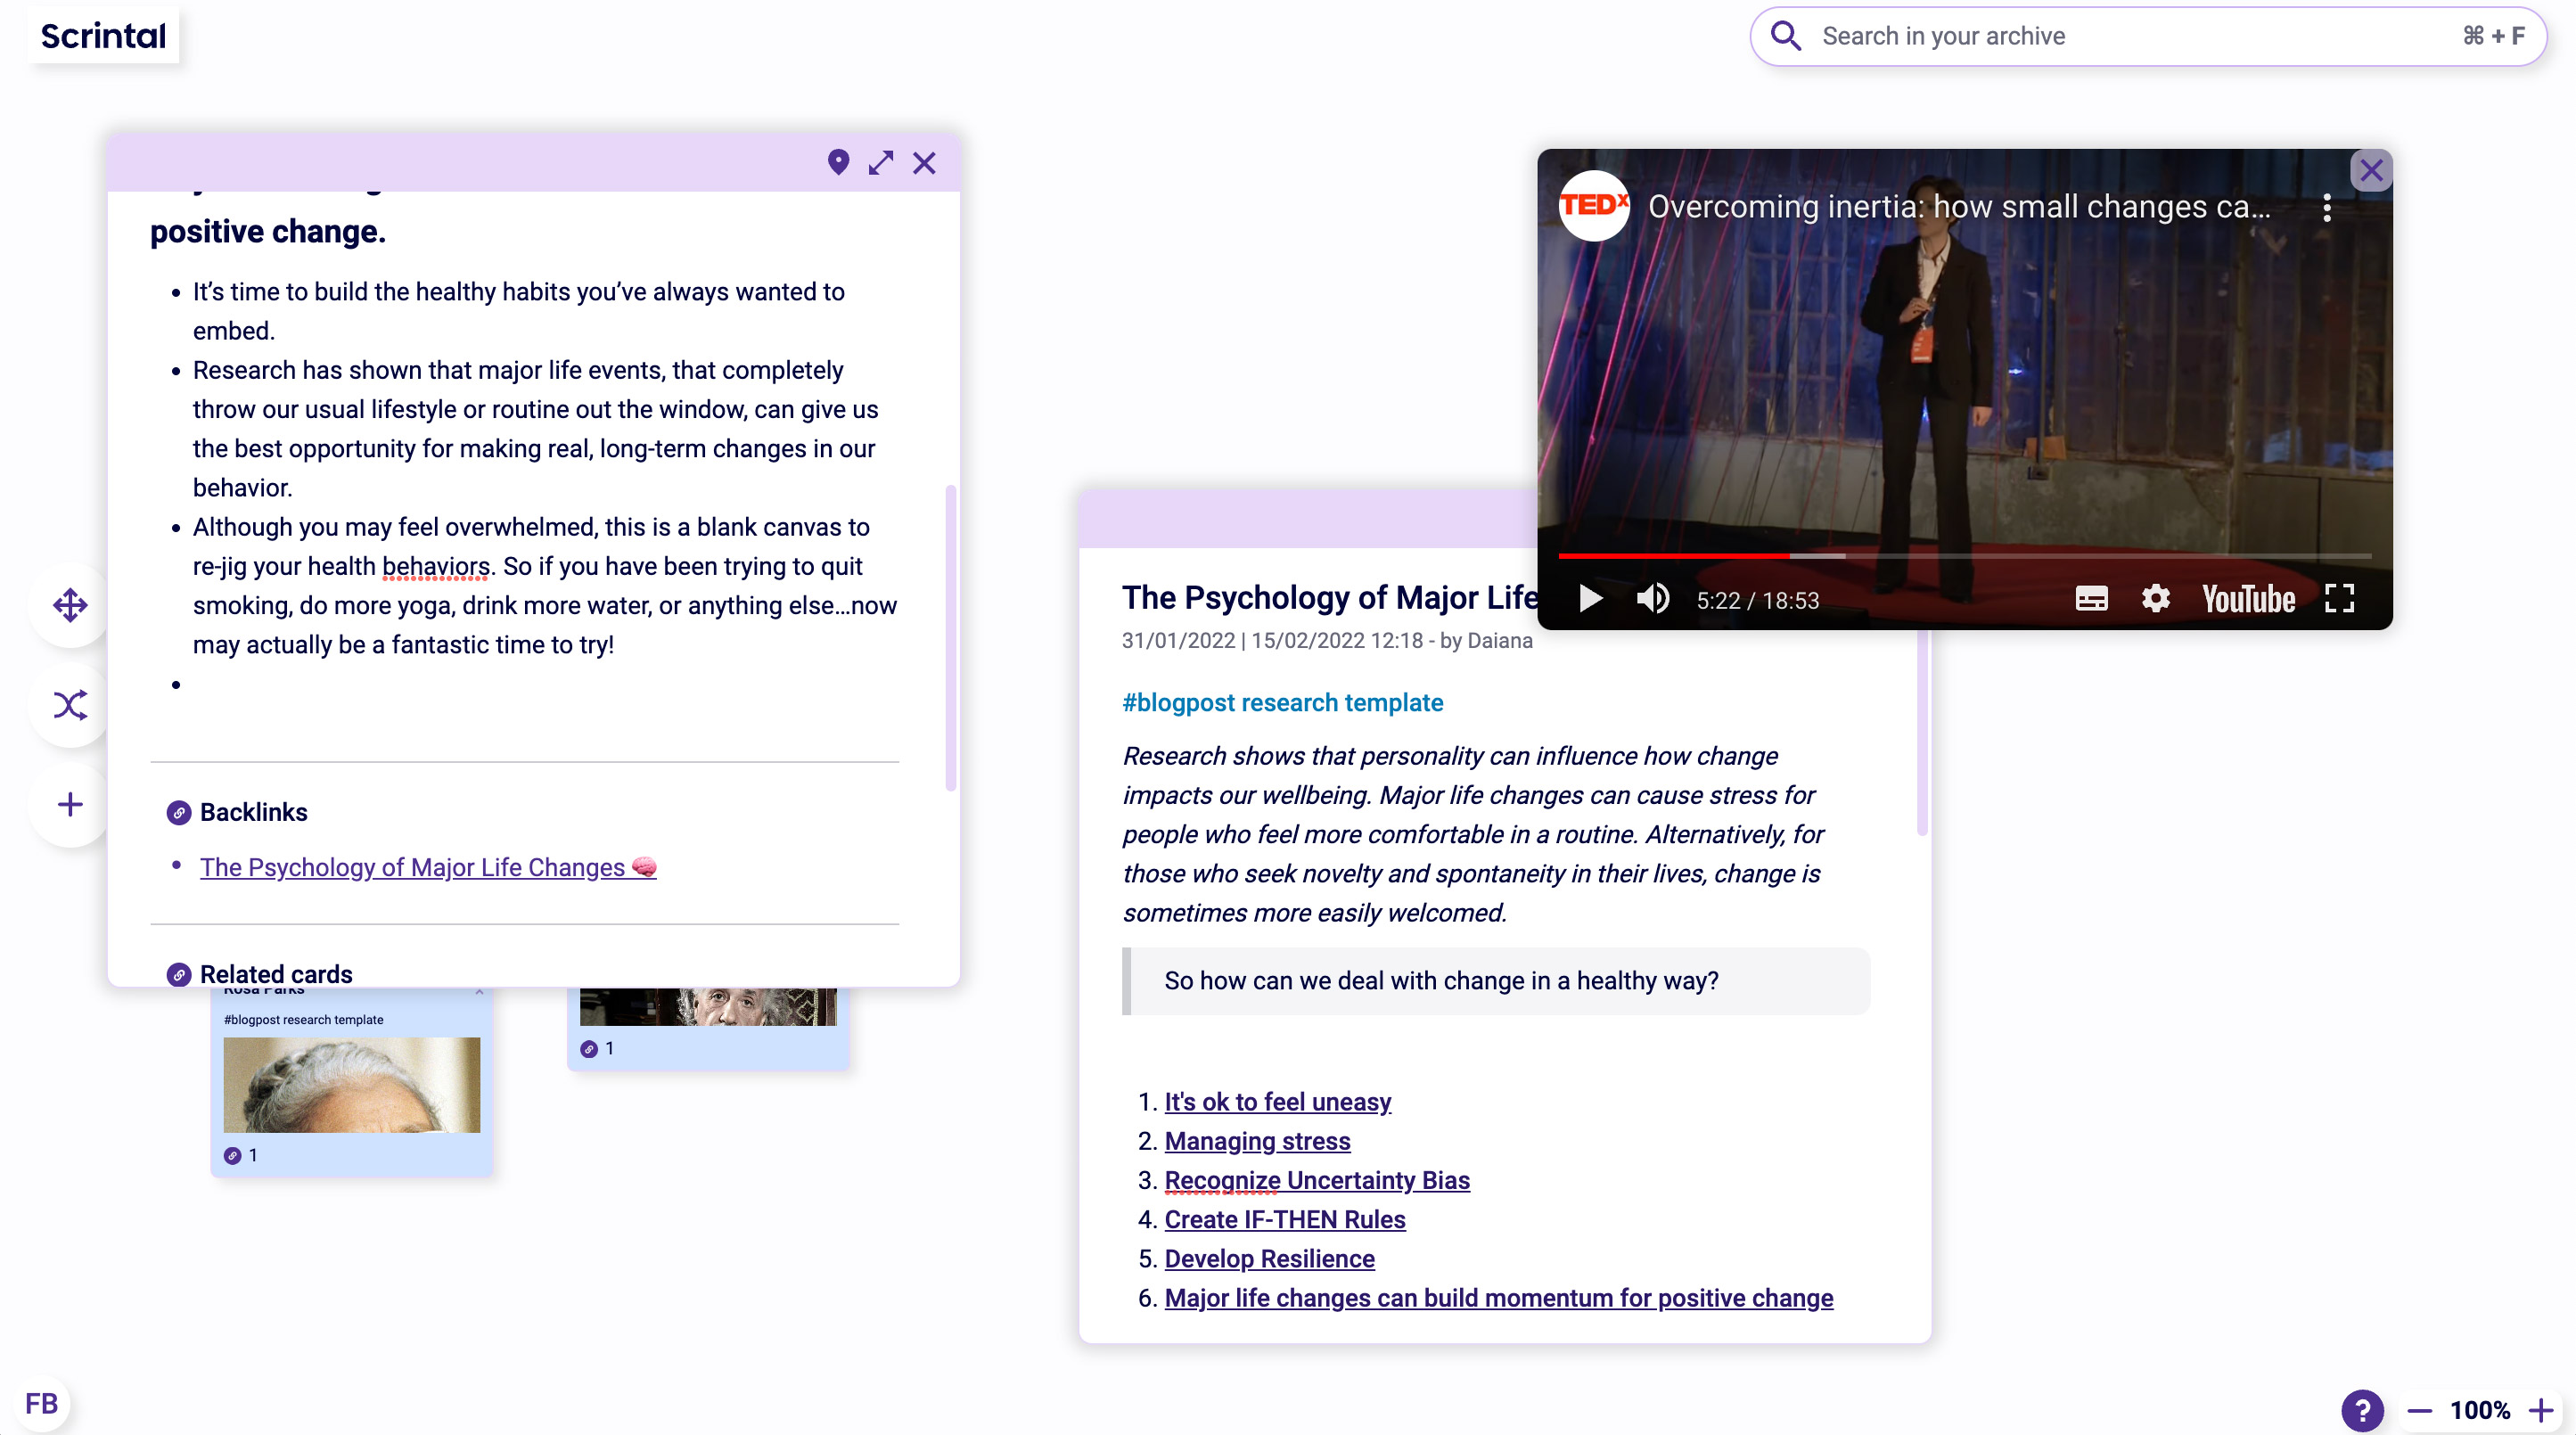 Scrintal
Search in your archive
⌘ + F
positive change.
• It’s time to build the healthy habits you’ve always wanted to
embed.
• Research has shown that major life events, that completely
throw our usual lifestyle or routine out the window, can give us
the best opportunity for making real, long-term changes in our
behavior.
• Although you may feel overwhelmed, this is a blank canvas to
re-jig your health behaviors. So if you have been trying to quit
smoking, do more yoga, drink more water, or anything else...now
may actually be a fantastic time to try!
•
Backlinks
• The Psychology of Major Life Changes 🧠
Related cards
Rosa Parks
#blogpost research template
1
1
TEDx
Overcoming inertia: how small changes ca...
5:22 / 18:53
YouTube
The Psychology of Major Life
31/01/2022 | 15/02/2022 12:18 - by Daiana
#blogpost research template
Research shows that personality can influence how change
impacts our wellbeing. Major life changes can cause stress for
people who feel more comfortable in a routine. Alternatively, for
those who seek novelty and spontaneity in their lives, change is
sometimes more easily welcomed.
So how can we deal with change in a healthy way?
1. It's ok to feel uneasy
2. Managing stress
3. Recognize Uncertainty Bias
4. Create IF-THEN Rules
5. Develop Resilience
6. Major life changes can build momentum for positive change
FB
?
100%